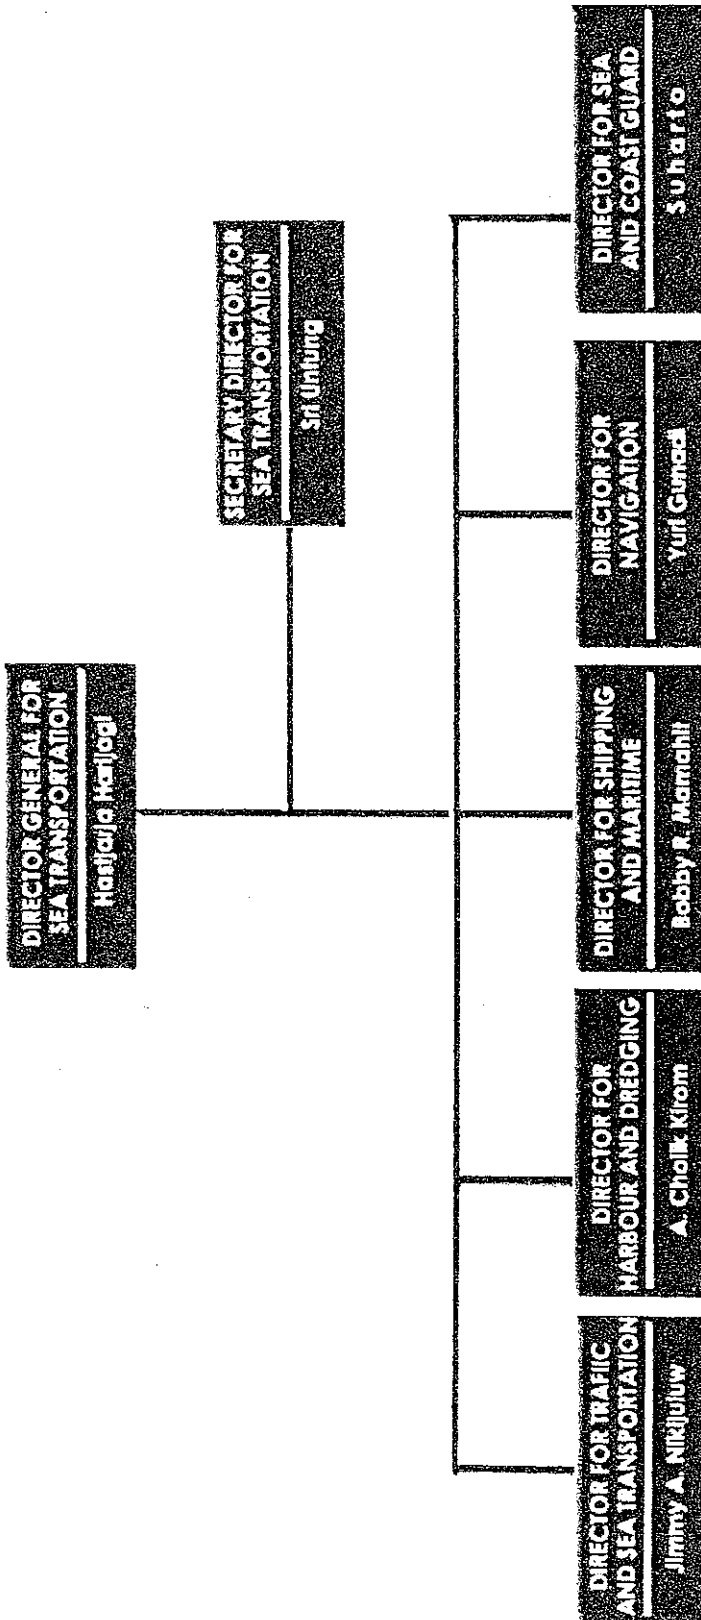 DIRECTOR GENERAL FOR
SEA TRANSPORTATION
Harijogi
SECRETARY DIRECTOR FOR
SEA TRANSPORTATION
Sri Untung
DIRECTOR FOR TRAFIIC
AND SEA TRANSPORTATION
Jimmy A. Nikijuluw
DIRECTOR FOR
HARBOUR AND DREDGING
A. Cholik Kirom
DIRECTOR FOR SHIPPING
AND MARITIME
Bobby R. Mamahit
DIRECTOR FOR
NAVIGATION
Yuri Gunadi
DIRECTOR FOR SEA
AND COAST GUARD
Suharto